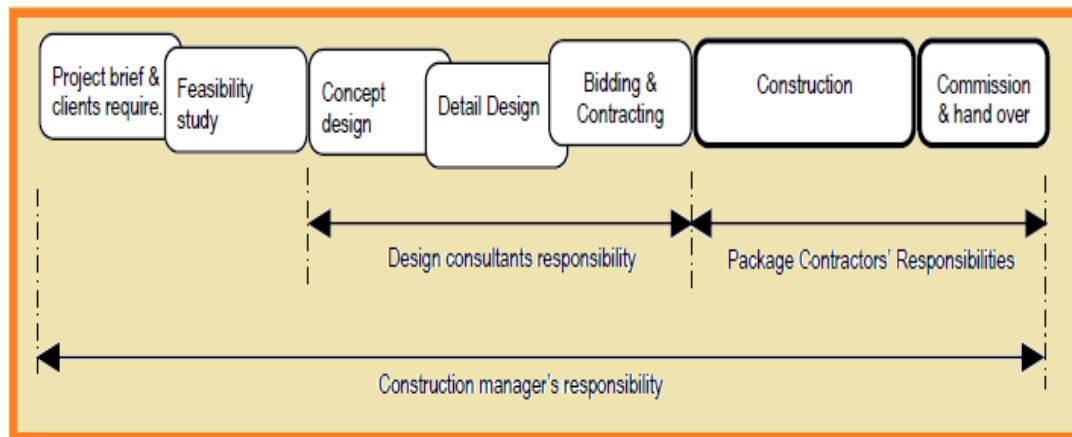 Project brief &
clients require.
Feasibility
study
Concept
design
Detail Design
Bidding &
Contracting
Construction
Commission
& hand over
Design consultants responsibility
Package Contractors' Responsibilities
Construction manager's responsibility